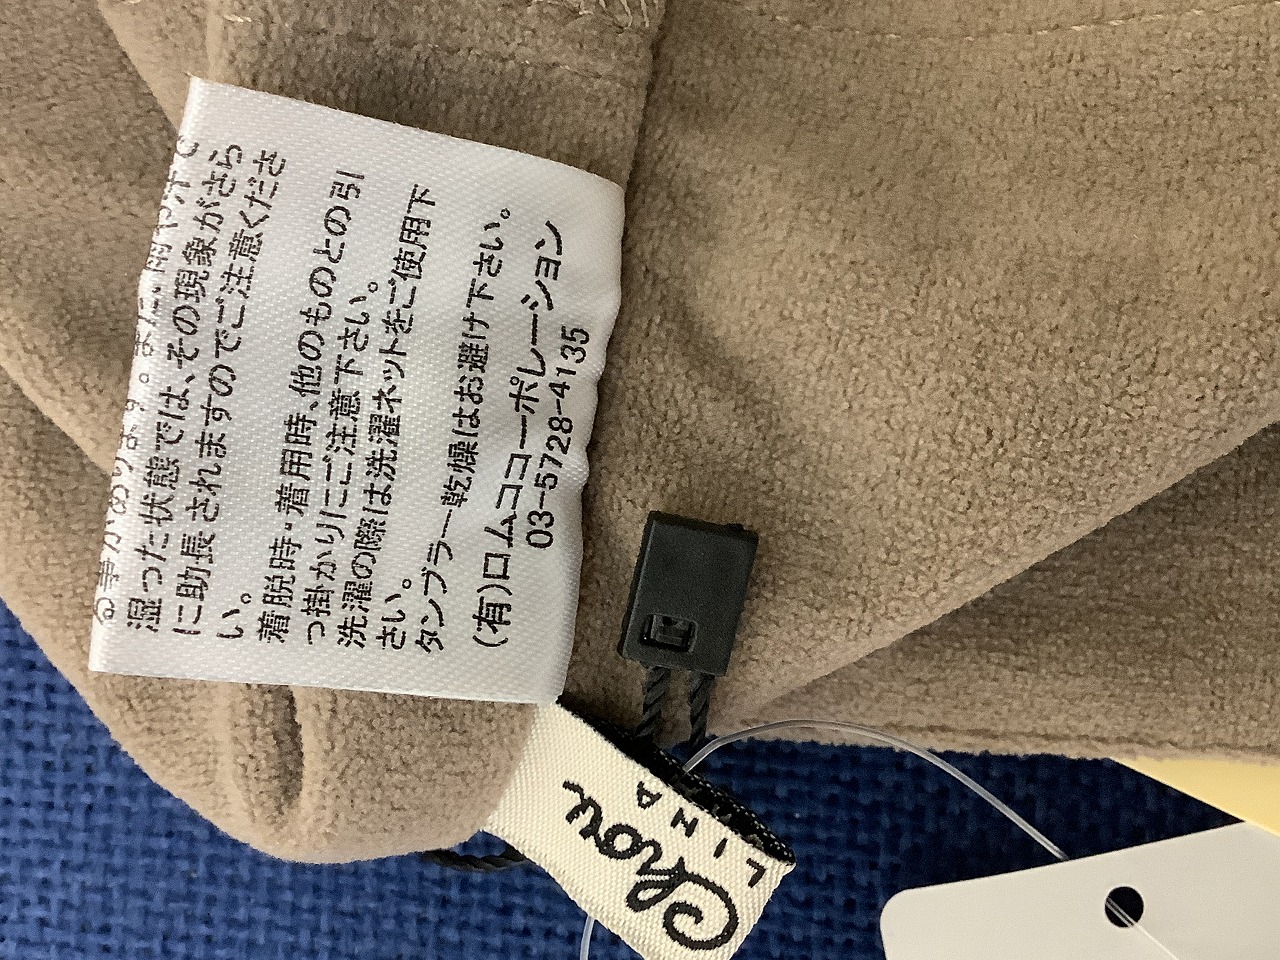 湿った状態では、その現象がさら
に助長されますのでご注意くださ
い。
着脱時・着用時、他のものとの引
っ掛かりにご注意下さい。
洗濯の際は洗濯ネットをご使用下
さい。
タンブラー乾燥はお避け下さい。
(有)ロムココーポレーション
03-5728-4135
Chou
LINA